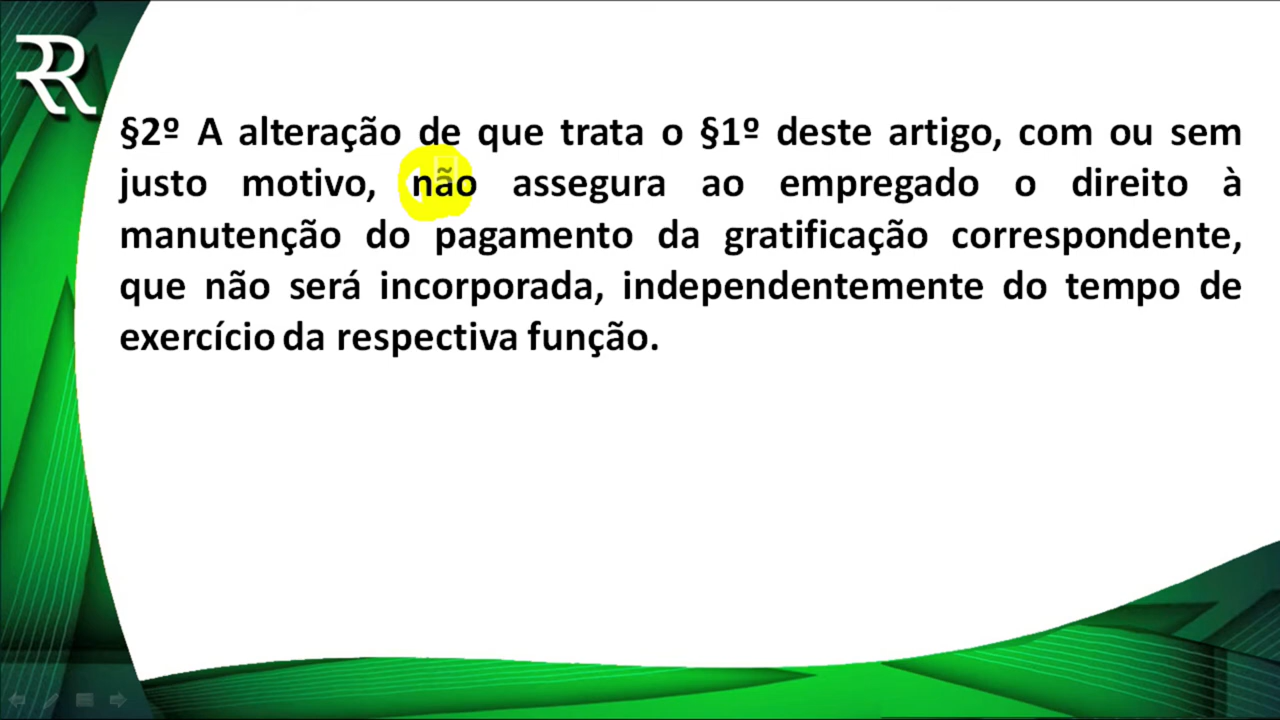 §2º A alteração de que trata o §1º deste artigo, com ou sem
justo motivo, não assegura ao empregado o direito à
manutenção do pagamento da gratificação correspondente,
que não será incorporada, independentemente do tempo de
exercício da respectiva função.